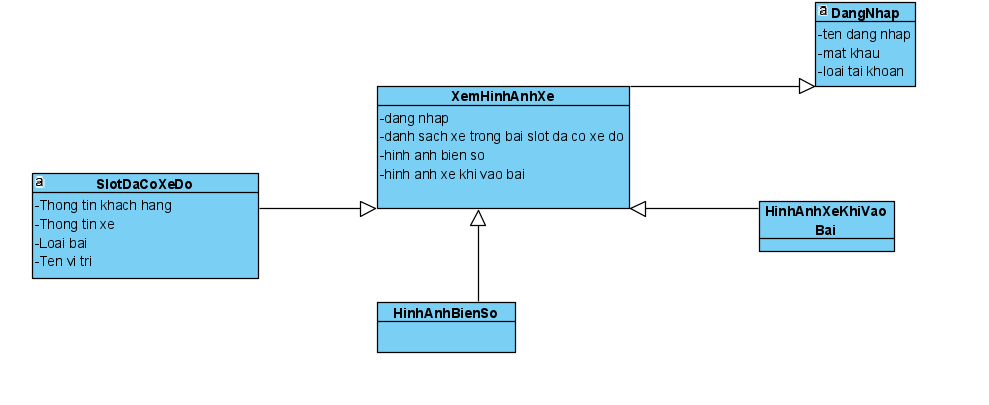 a
DangNhap
-ten dang nhap
-mat khau
-loai tai khoan
XemHinhAnhXe
-dang nhap
-danh sach xe trong bai slot da co xe do
-hinh anh bien so
-hinh anh xe khi vao bai
a
SlotDaCoXeDo
-Thong tin khach hang
-Thong tin xe
-Loai bai
-Ten vi tri
HinhAnhXeKhiVao
Bai
HinhAnhBienSo